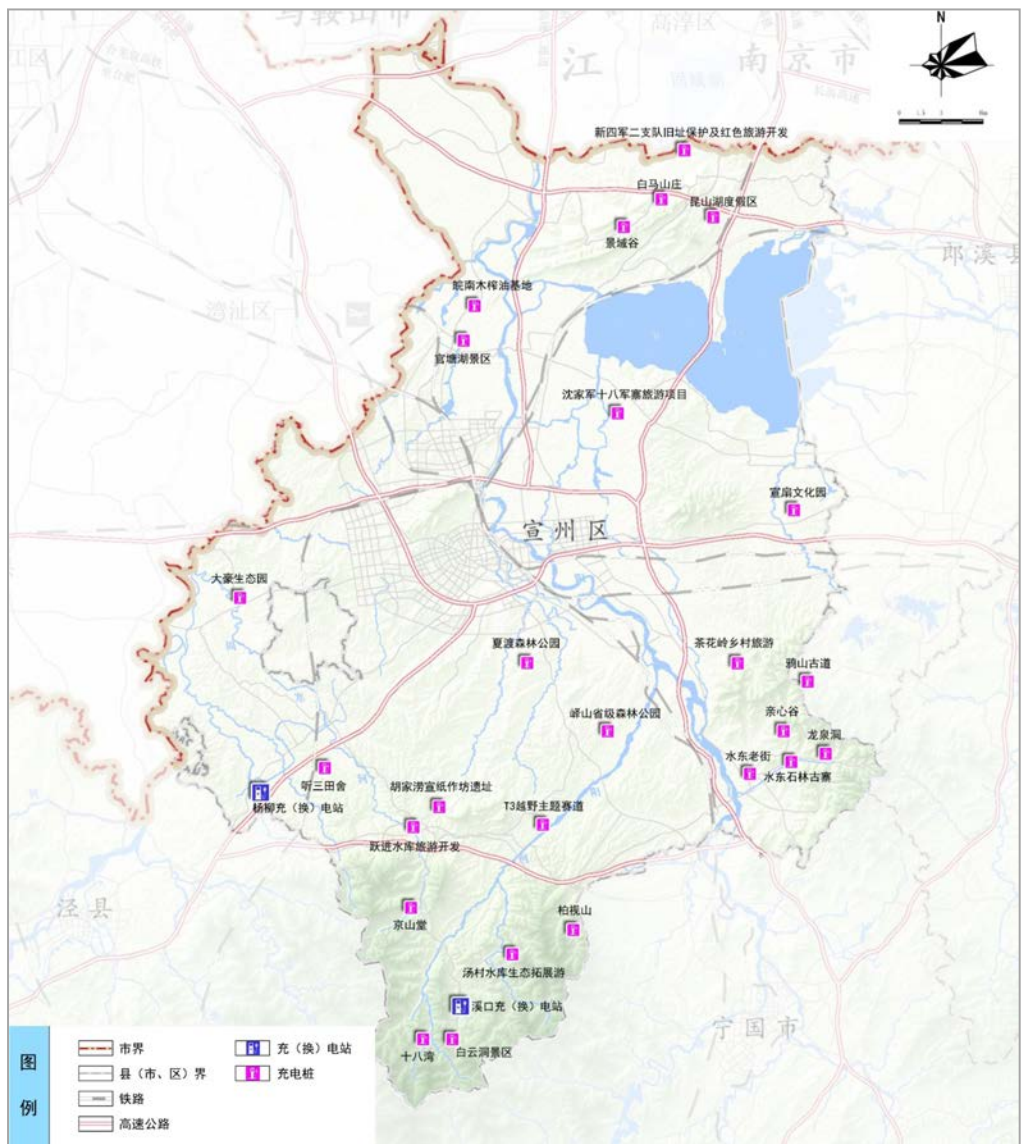 马鞍山市
高淳区
江
南京市
N
新四军二支队旧址保护及红色旅游开发
白马山庄
昆山湖度假区
景域谷
郎溪县
皖南木榨油基地
湾沚区
官塘湖景区
沈家军十八军寨旅游项目
宣扇文化园
宣州区
大豪生态园
夏渡森林公园
茶花岭乡村旅游
鸦山古道
峄山省级森林公园
亲心谷
龙泉洞
水东老街
水东石林古寨
听三田舍
杨柳充（换）电站
胡家涝宣纸作坊遗址
T3越野主题赛道
跃进水库旅游开发
泾县
京山堂
柏枧山
汤村水库生态拓展游
溪口充（换）电站
宁国市
十八湾
白云洞景区
图例
市界
充（换）电站
县（市、区）界
充电桩
铁路
高速公路